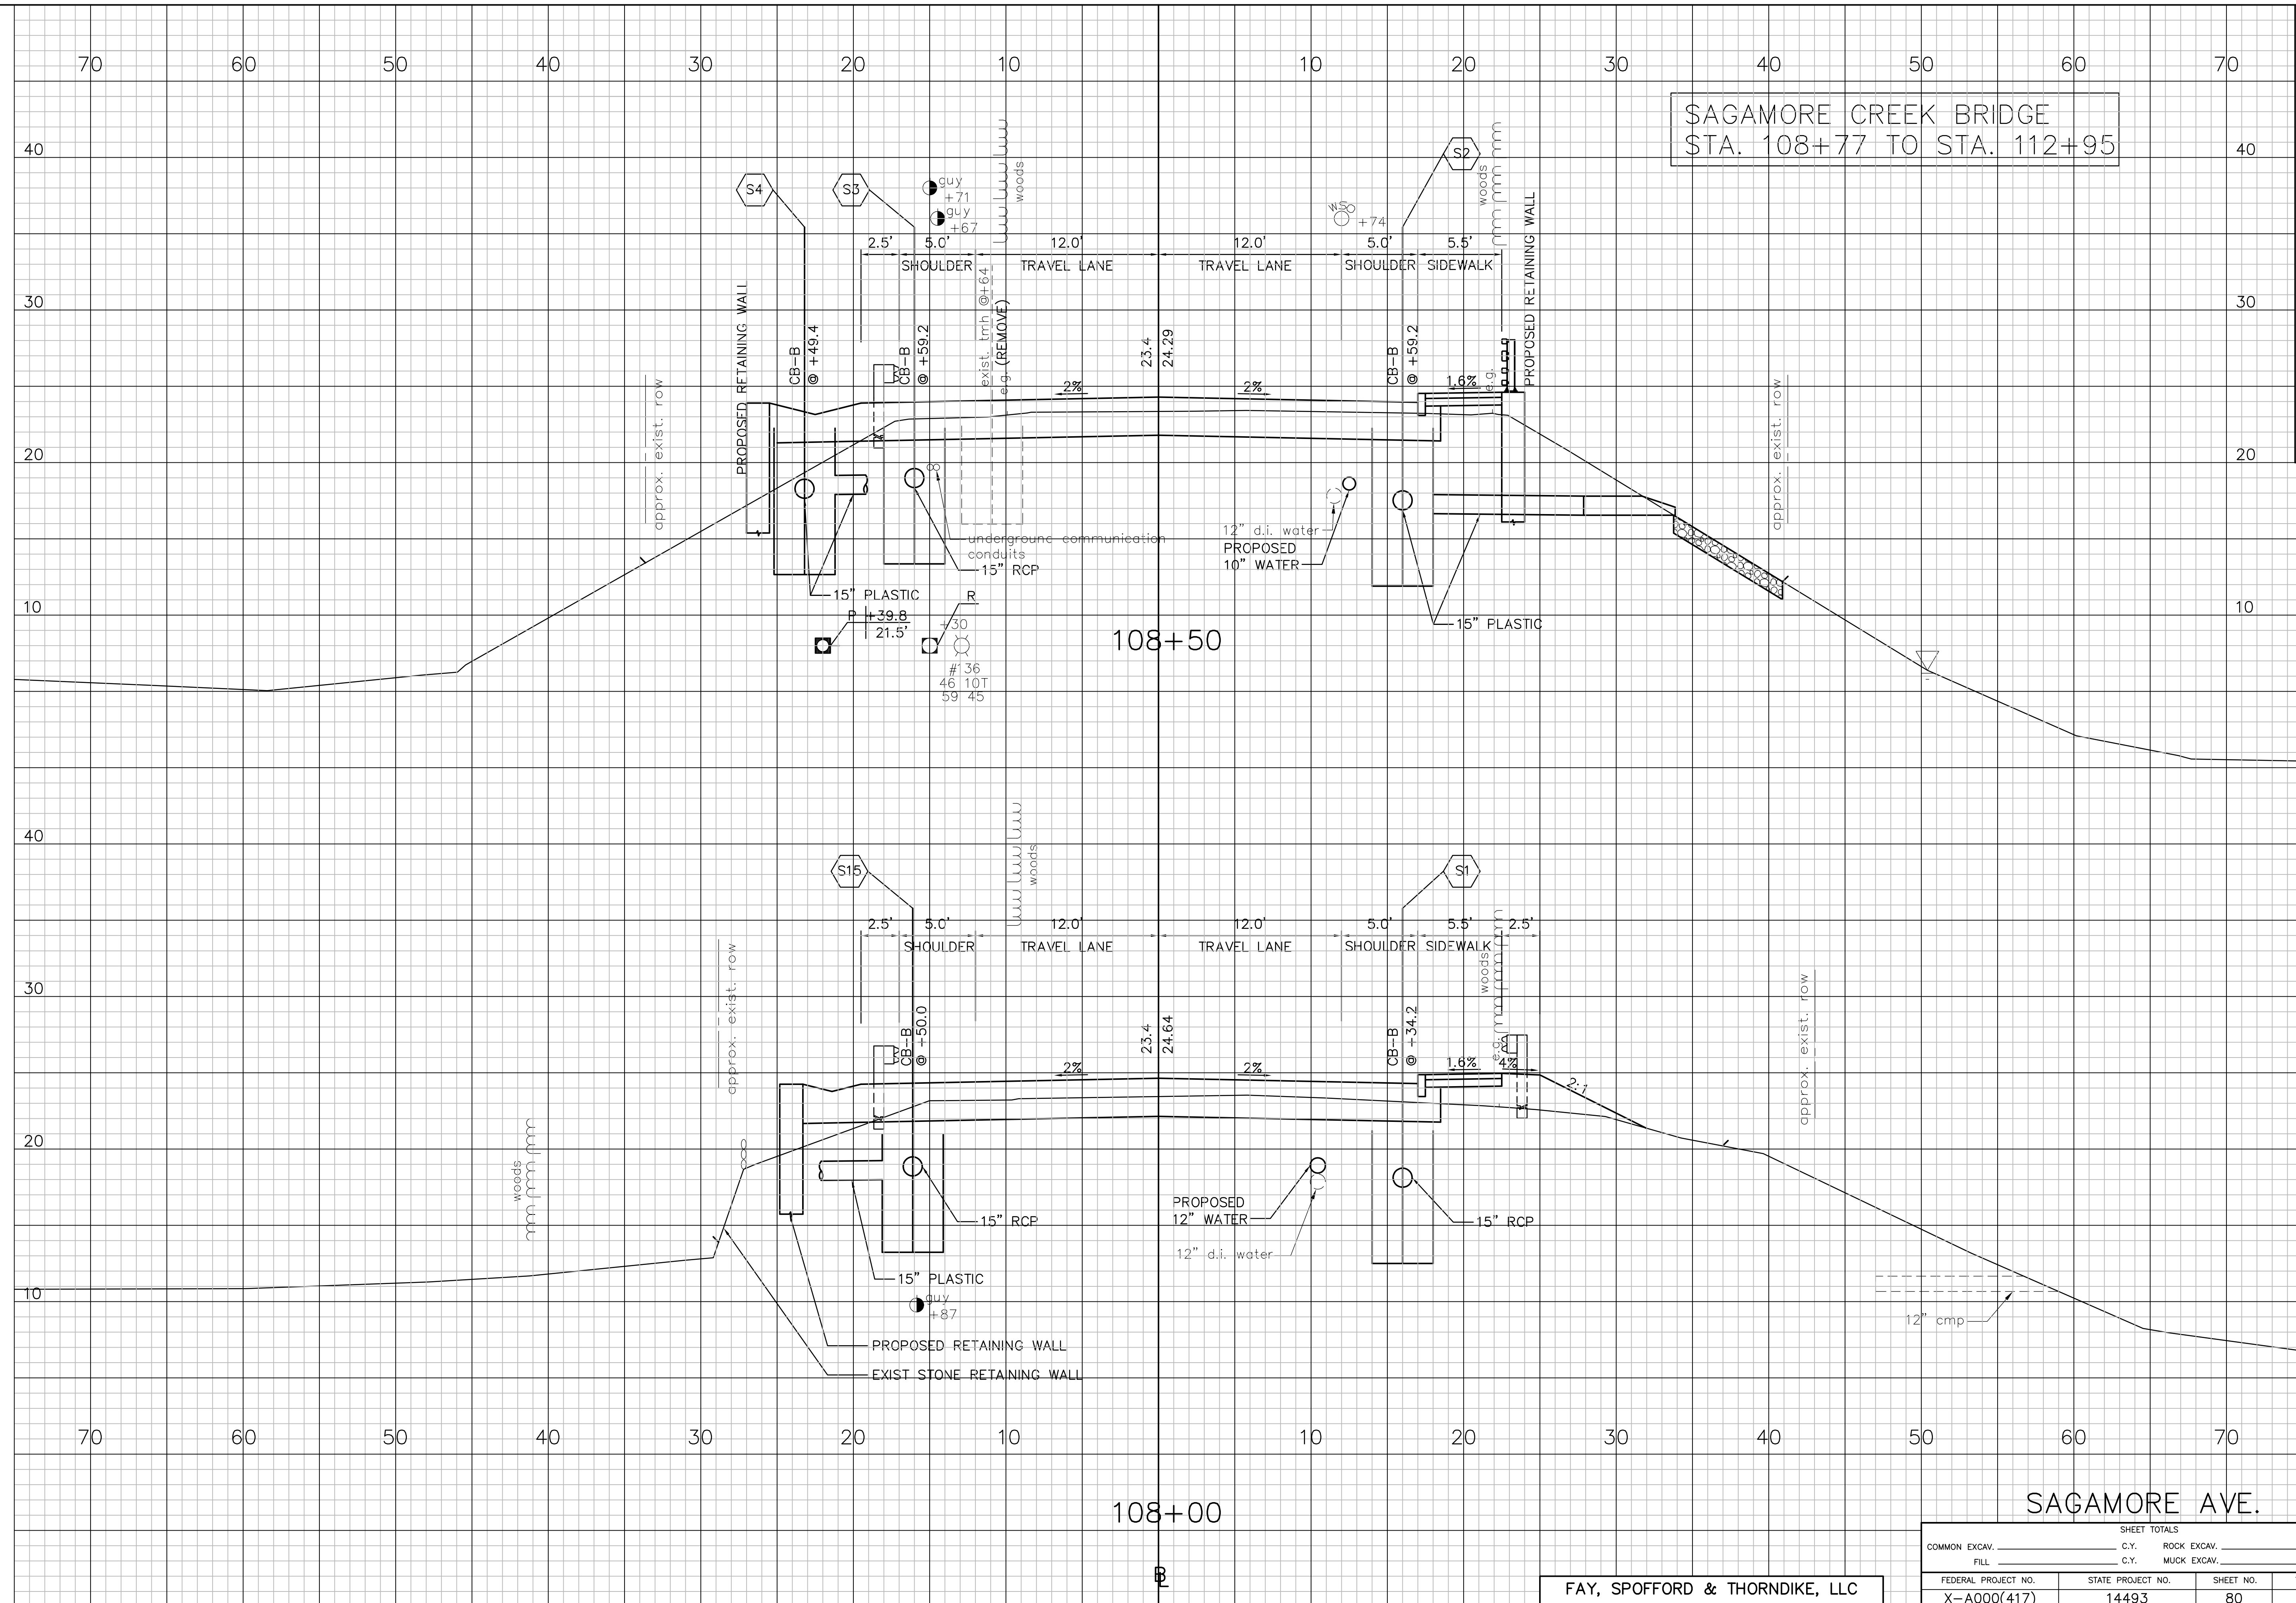 70 60 50 40 30 20 10 10 20 30 40 50 60 70
SAGAMORE CREEK BRIDGE
STA. 108+77 TO STA. 112+95
40 40
S4
S3
S2
guy
+71
guy
+67
woods
WSO
+74
woods
2.5' 5.0' 12.0' 12.0' 5.0' 5.5'
SHOULDER TRAVEL LANE TRAVEL LANE SHOULDER SIDEWALK
30 30
PROPOSED RETAINING WALL
CB-B
@ +49.4
CB-B
@ +59.2
exist. tmh @+64
e.g. (REMOVE)
23.4
24.29
CB-B
@ +59.2
e.g.
PROPOSED RETAINING WALL
2% 2% 1.6%
approx. exist. row
approx. exist. row
20 20
underground communication
conduits
15" RCP
12" d.i. water
PROPOSED
10" WATER
15" PLASTIC
R
P +39.8
21.5'
+30
#136
46 10T
59 45
15" PLASTIC
10 10
108+50
40
S15
S1
woods
woods
2.5' 5.0' 12.0' 12.0' 5.0' 5.5' 2.5'
SHOULDER TRAVEL LANE TRAVEL LANE SHOULDER SIDEWALK
30
approx. exist. row
CB-B
@ +50.0
23.4
24.64
CB-B
@ +34.2
e.g.
approx. exist. row
2% 2% 1.6% 4%
2:1
20
woods
PROPOSED
12" WATER
15" RCP
15" RCP
12" d.i. water
15" PLASTIC
10
guy
+87
12" cmp
PROPOSED RETAINING WALL
EXIST STONE RETAINING WALL
70 60 50 40 30 20 10 10 20 30 40 50 60 70
108+00
SAGAMORE AVE.
SHEET TOTALS
COMMON EXCAV. C.Y. ROCK EXCAV.
FILL C.Y. MUCK EXCAV.
FAY, SPOFFORD & THORNDIKE, LLC
FEDERAL PROJECT NO. STATE PROJECT NO. SHEET NO.
X-A000(417) 14493 80